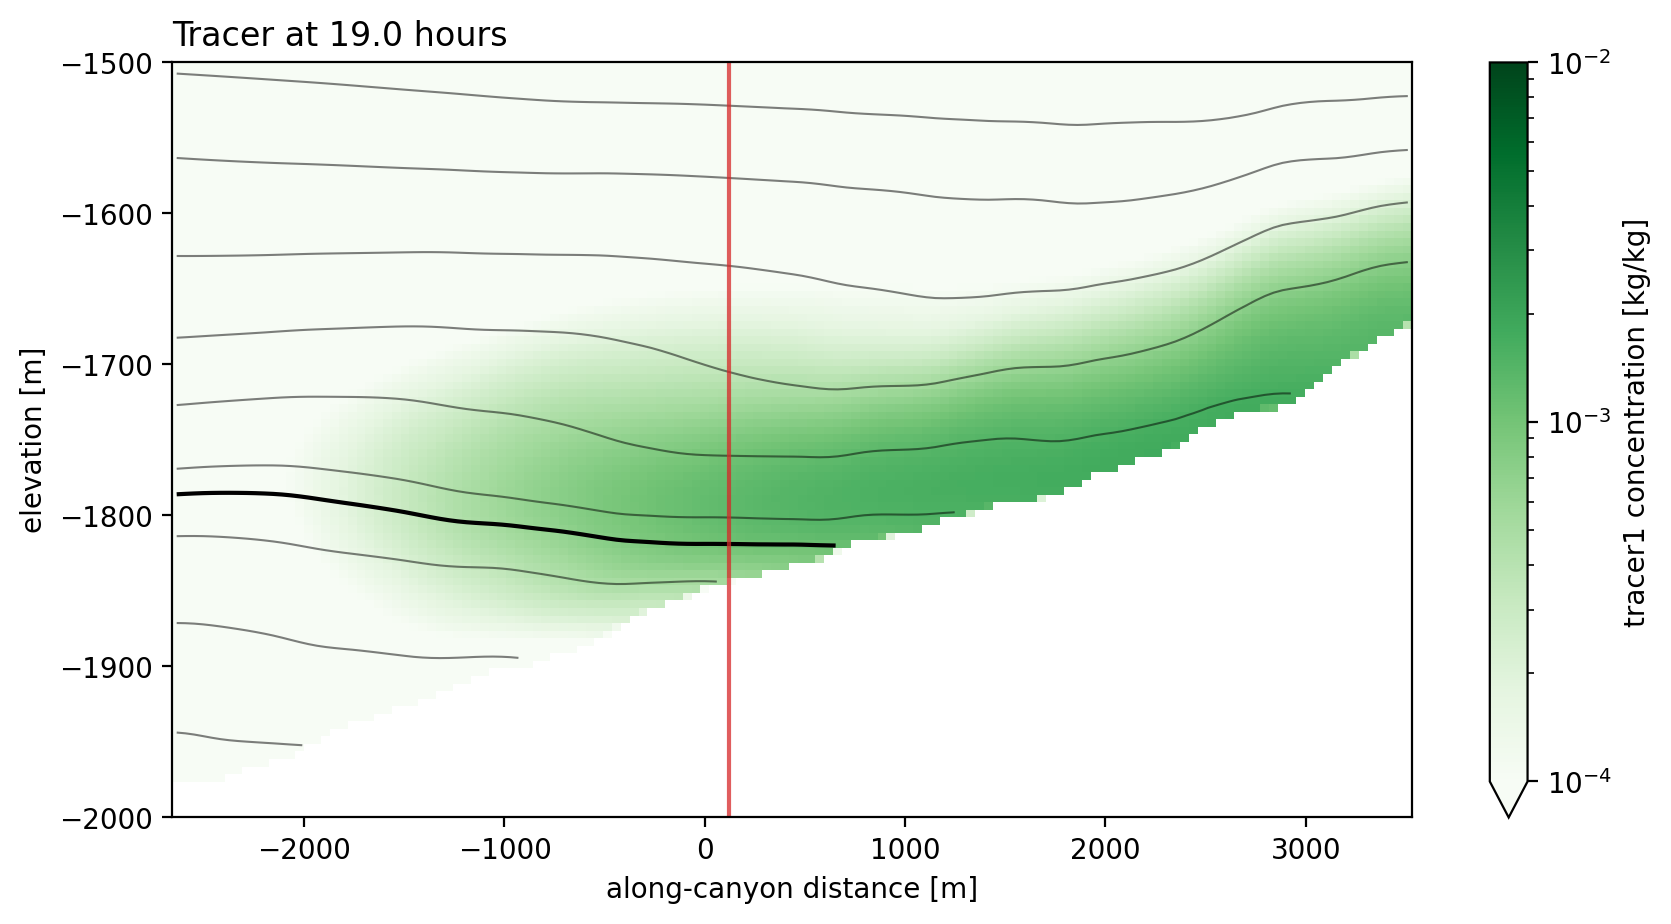 Tracer at 19.0 hours
−1500
−1600
−1700
−1800
−1900
−2000
elevation [m]
−2000 −1000 0 1000 2000 3000
along-canyon distance [m]
10⁻²
10⁻³
10⁻⁴
tracer1 concentration [kg/kg]